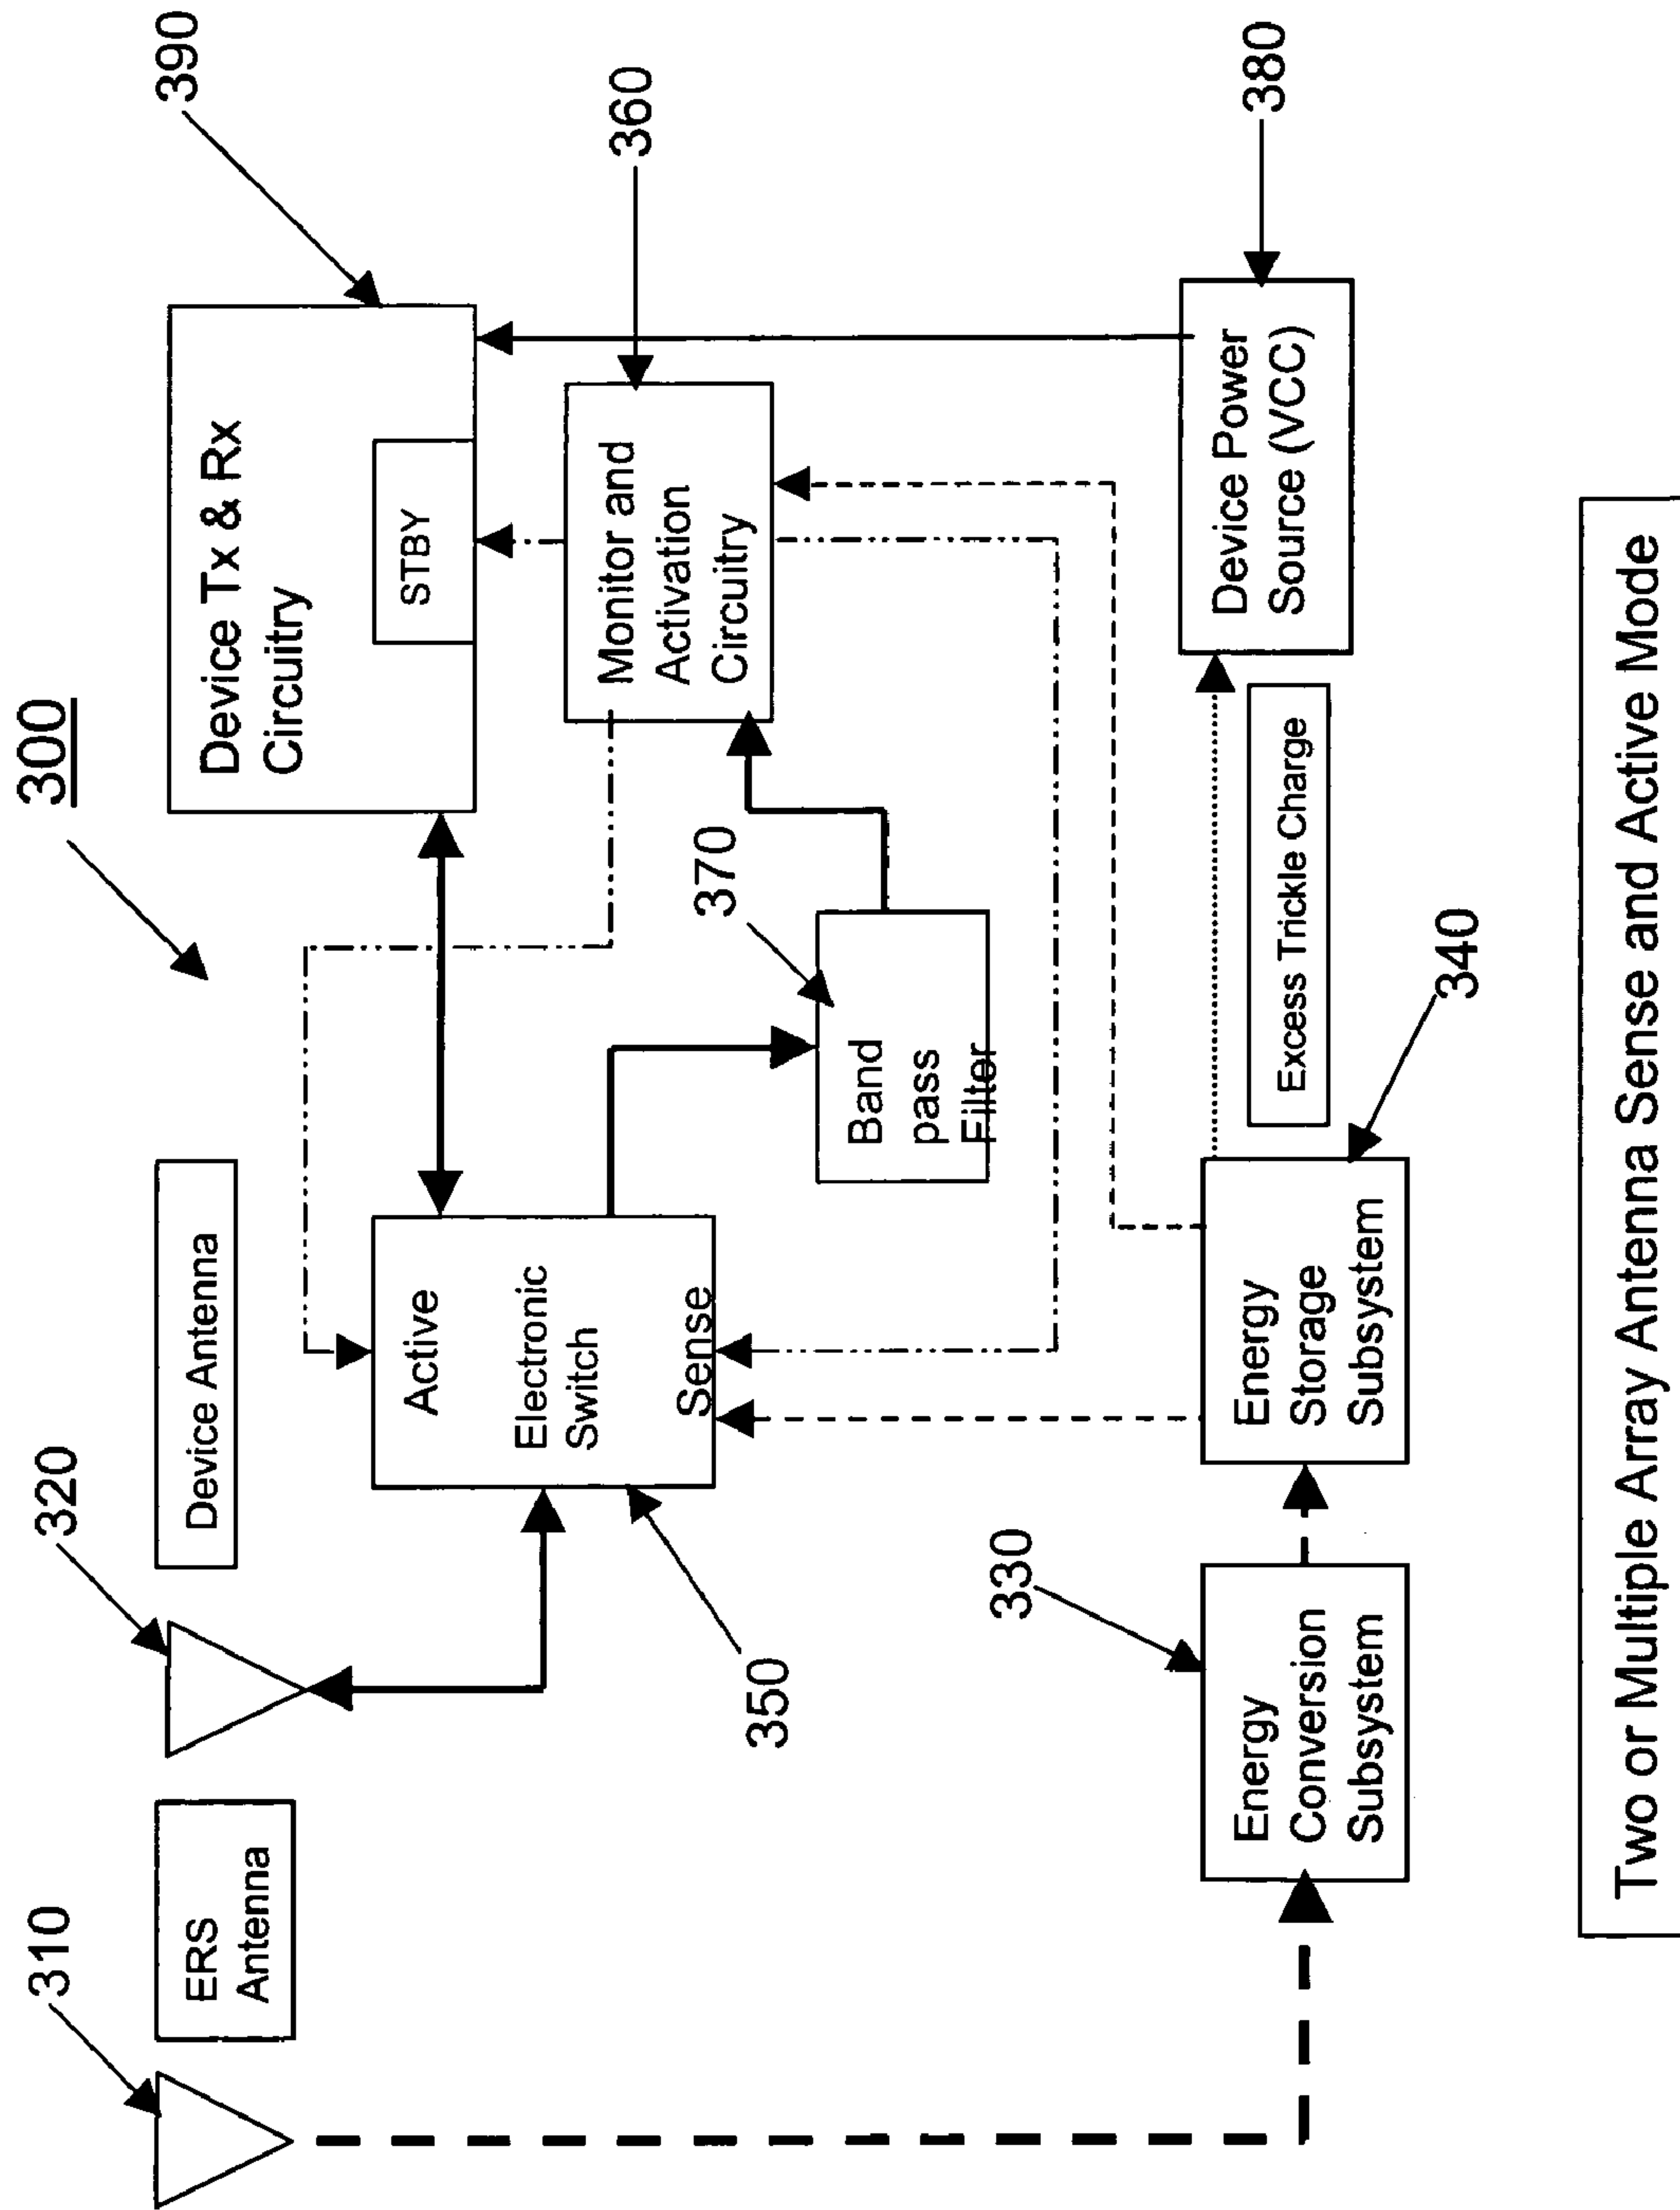 300
310
ERS
Antenna
320
Device Antenna
390
Device Tx & Rx
Circuitry
STBY
Active
Electronic
Switch
Sense
350
360
Monitor and
Activation
Circuitry
370
Band
pass
Filter
330
Energy
Conversion
Subsystem
Energy
Storage
Subsystem
340
Excess Trickle Charge
Device Power
Source (VCC)
380
Two or Multiple Array Antenna Sense and Active Mode